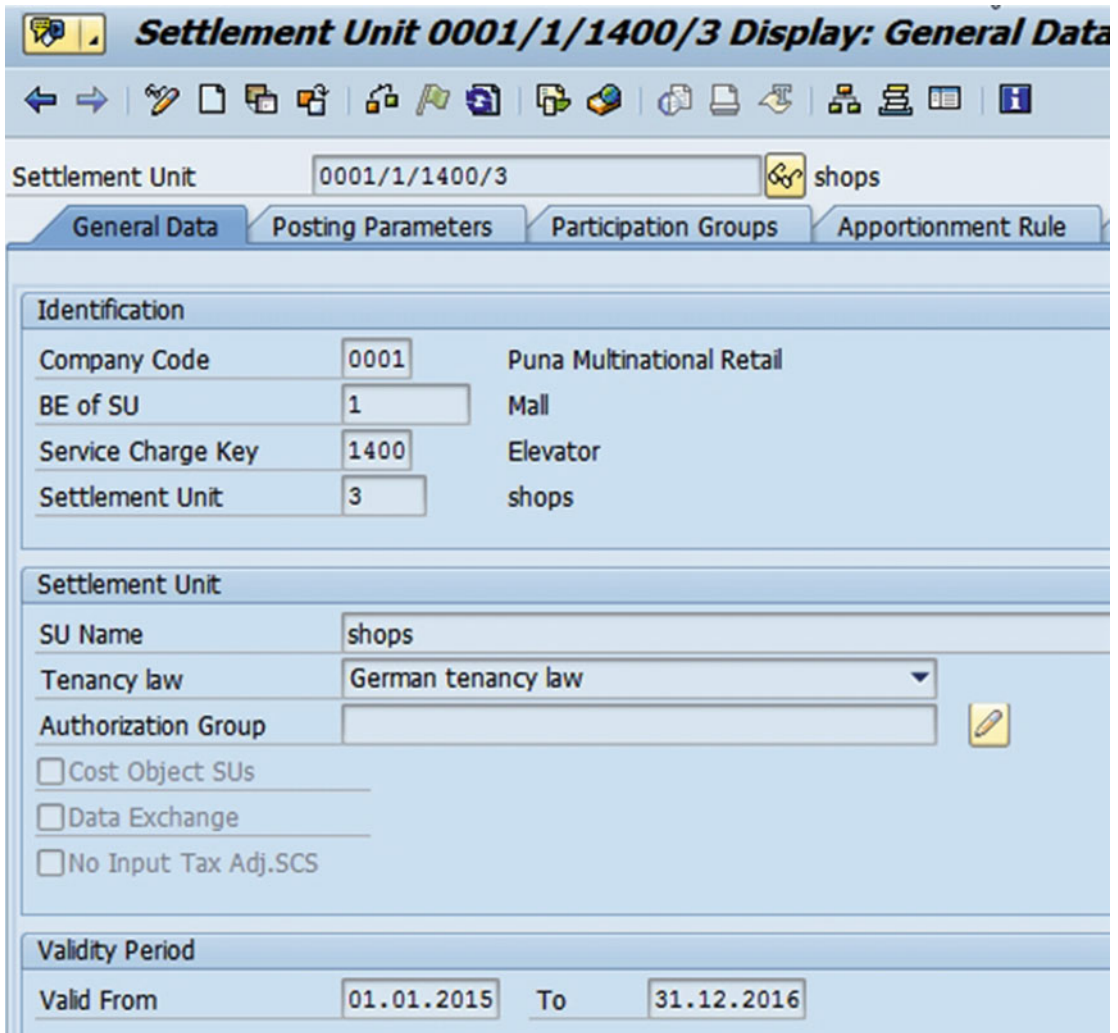 Settlement Unit 0001/1/1400/3 Display: General Data
Settlement Unit 0001/1/1400/3 shops
General Data Posting Parameters Participation Groups Apportionment Rule
Identification
Company Code 0001 Puna Multinational Retail
BE of SU 1 Mall
Service Charge Key 1400 Elevator
Settlement Unit 3 shops
Settlement Unit
SU Name shops
Tenancy law German tenancy law
Authorization Group
Cost Object SUs
Data Exchange
No Input Tax Adj.SCS
Validity Period
Valid From 01.01.2015 To 31.12.2016